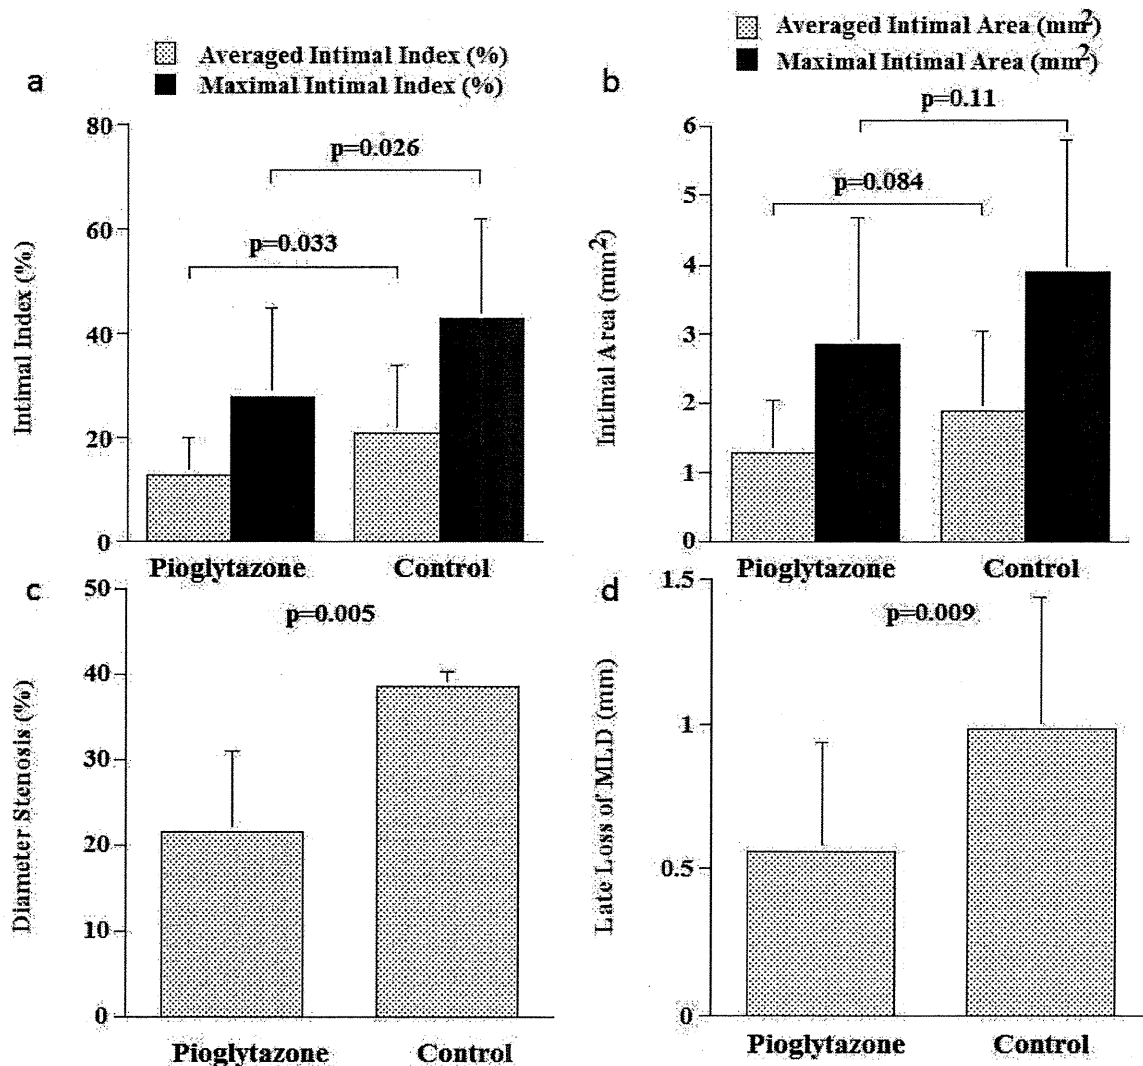 a
Averaged Intimal Index (%)
Maximal Intimal Index (%)
80
60
40
20
0
Intimal Index (%)
p=0.026
p=0.033
Pioglytazone
Control
b
Averaged Intimal Area (mm²)
Maximal Intimal Area (mm²)
6
5
4
3
2
1
0
Intimal Area (mm²)
p=0.11
p=0.084
Pioglytazone
Control
c
50
40
30
20
10
0
Diameter Stenosis (%)
p=0.005
Pioglytazone
Control
d
1.5
1
0.5
0
Late Loss of MLD (mm)
p=0.009
Pioglytazone
Control